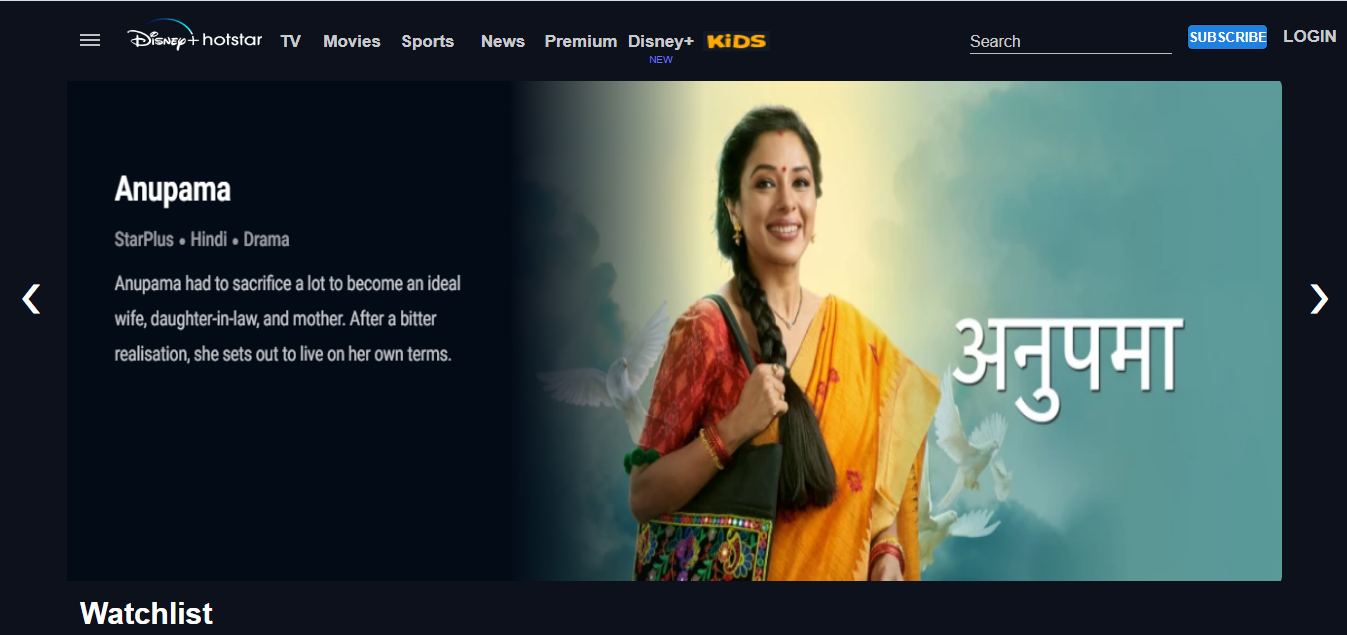 Disney+ hotstar TV Movies Sports News Premium Disney+ KiDS Search SUBSCRIBE LOGIN
NEW
Anupama
StarPlus • Hindi • Drama
Anupama had to sacrifice a lot to become an ideal
wife, daughter-in-law, and mother. After a bitter
realisation, she sets out to live on her own terms.
अनुपमा
Watchlist